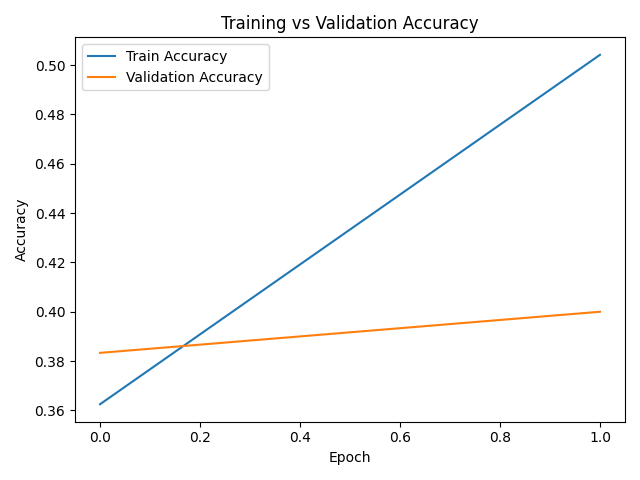 Training vs Validation Accuracy
Train Accuracy
Validation Accuracy
Accuracy
0.50
0.48
0.46
0.44
0.42
0.40
0.38
0.36
0.0 0.2 0.4 0.6 0.8 1.0
Epoch